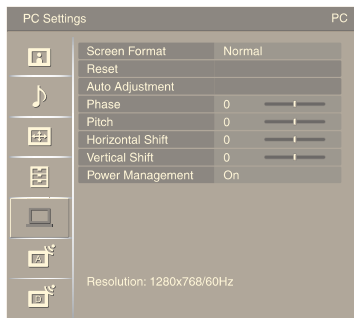 PC Settings PC
Screen Format Normal
Reset
Auto Adjustment
Phase 0
Pitch 0
Horizontal Shift 0
Vertical Shift 0
Power Management On
A
D
Resolution: 1280x768/60Hz